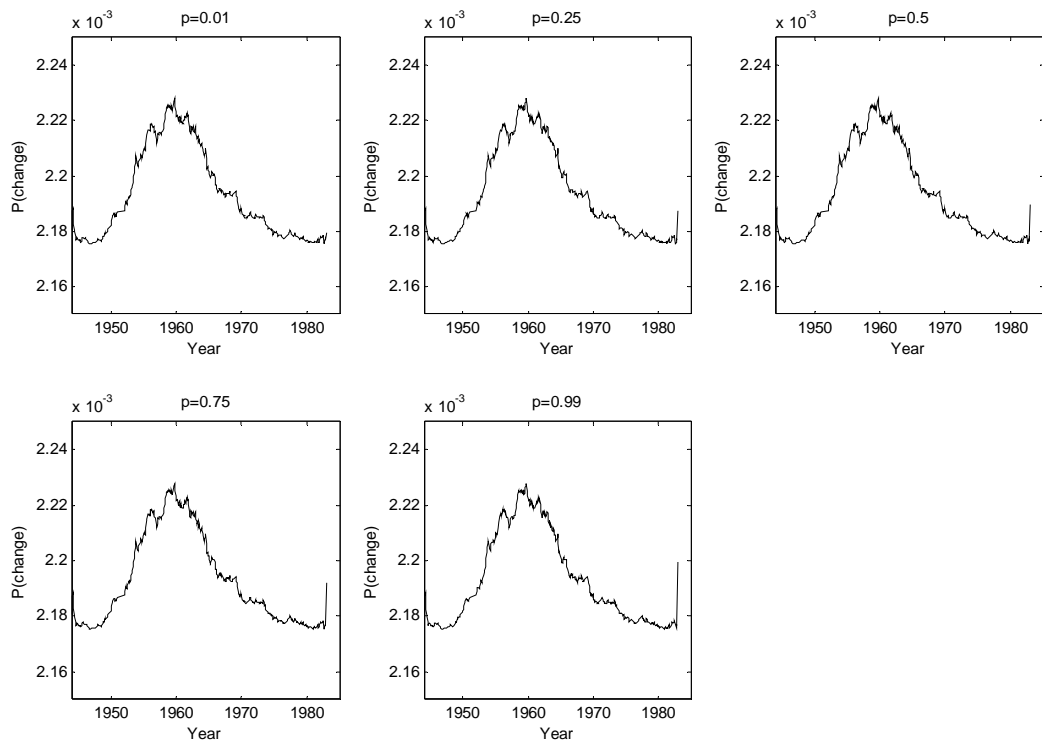 x 10⁻³
p=0.01
2.24
2.22
2.2
2.18
2.16
P(change)
1950 1960 1970 1980
Year
x 10⁻³
p=0.25
2.24
2.22
2.2
2.18
2.16
P(change)
1950 1960 1970 1980
Year
x 10⁻³
p=0.5
2.24
2.22
2.2
2.18
2.16
P(change)
1950 1960 1970 1980
Year
x 10⁻³
p=0.75
2.24
2.22
2.2
2.18
2.16
P(change)
1950 1960 1970 1980
Year
x 10⁻³
p=0.99
2.24
2.22
2.2
2.18
2.16
P(change)
1950 1960 1970 1980
Year